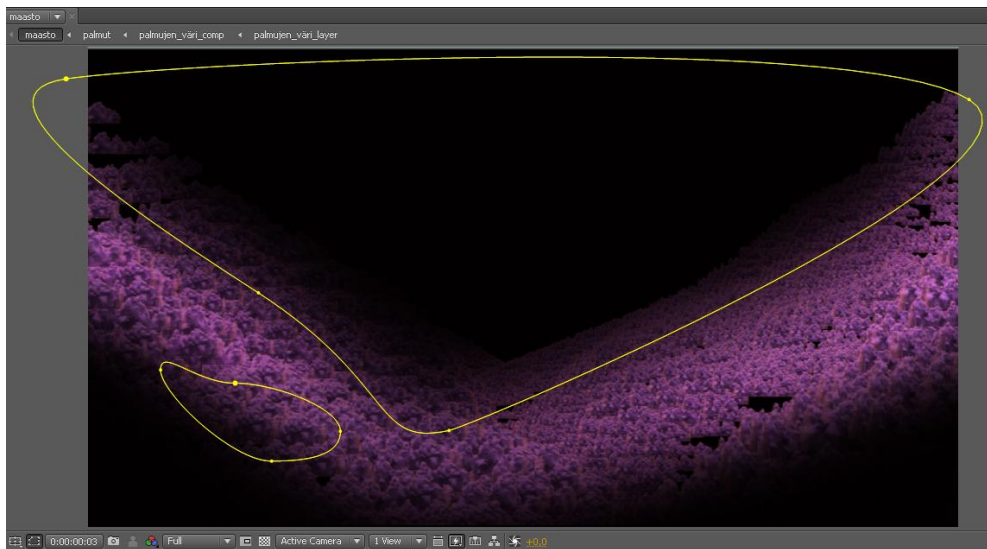 maasto
maasto palmut palmujen_väri_comp palmujen_väri_layer
0:00:00:03 Full Active Camera 1 View +0,0